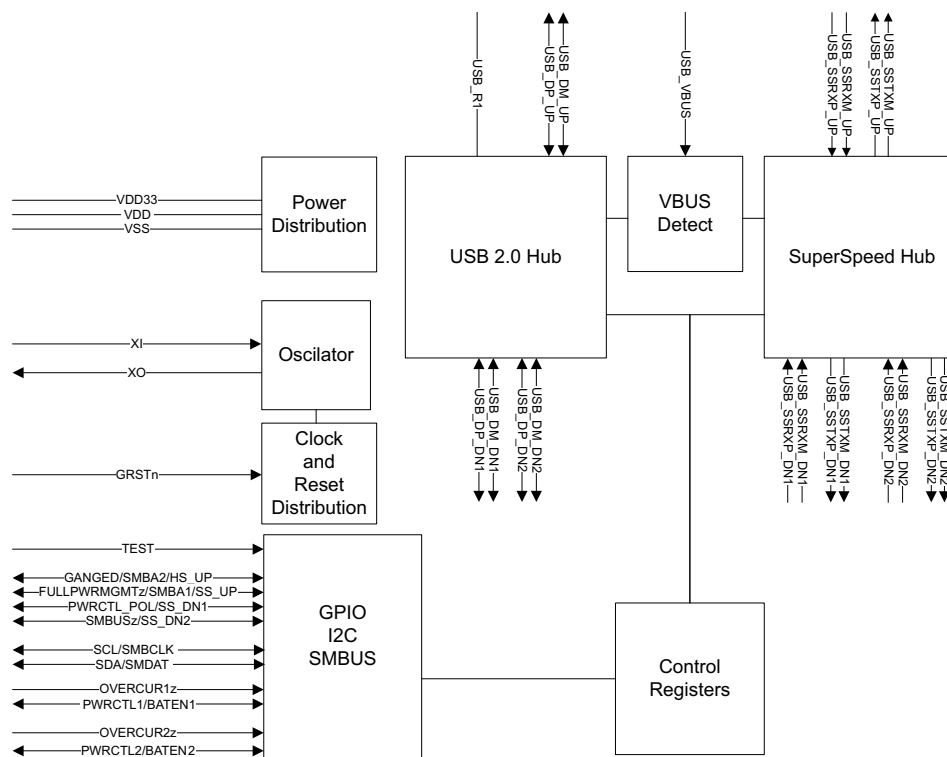 USB_R1
USB_DP_UP
USB_DM_UP
USB_VBUS
USB_SSRXP_UP
USB_SSRXM_UP
USB_SSTXP_UP
USB_SSTXM_UP
VDD33
VDD
VSS
Power
Distribution
USB 2.0 Hub
VBUS
Detect
SuperSpeed Hub
XI
XO
Oscilator
USB_DP_DN1
USB_DM_DN1
USB_DP_DN2
USB_DM_DN2
USB_SSRXP_DN1
USB_SSRXM_DN1
USB_SSTXP_DN1
USB_SSTXM_DN1
USB_SSRXP_DN2
USB_SSRXM_DN2
USB_SSTXP_DN2
USB_SSTXM_DN2
GRSTn
Clock
and
Reset
Distribution
TEST
GANGED/SMBA2/HS_UP
FULLPWRMGMTz/SMBA1/SS_UP
PWRCTL_POL/SS_DN1
SMBUSz/SS_DN2
SCL/SMBCLK
SDA/SMDAT
OVERCUR1z
PWRCTL1/BATEN1
OVERCUR2z
PWRCTL2/BATEN2
GPIO
I2C
SMBUS
Control
Registers